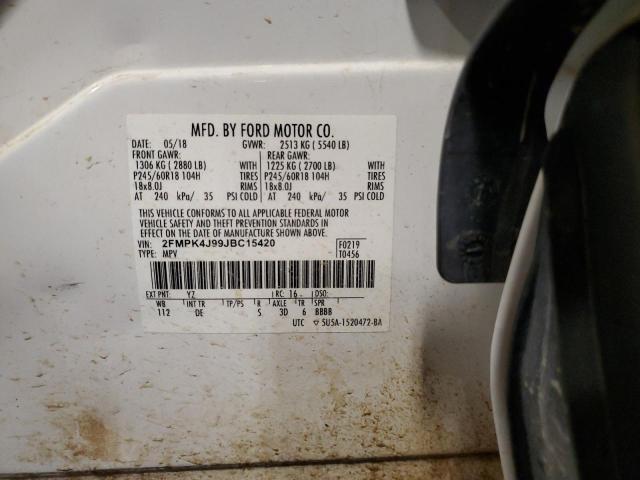 MFD. BY FORD MOTOR CO.
DATE: 05/18 GVWR: 2513 KG ( 5540 LB)
FRONT GAWR: REAR GAWR:
1306 KG ( 2880 LB) WITH 1225 KG ( 2700 LB) WITH
P245/60R18 104H TIRES P245/60R18 104H TIRES
18x8.0J RIMS 18x8.0J RIMS
AT 240 kPa/ 35 PSI COLD AT 240 kPa/ 35 PSI COLD
THIS VEHICLE CONFORMS TO ALL APPLICABLE FEDERAL MOTOR
VEHICLE SAFETY AND THEFT PREVENTION STANDARDS IN
EFFECT ON THE DATE OF MANUFACTURE SHOWN ABOVE.
VIN: 2FMPK4J99JBC15420 F0219
TYPE: MPV T0456
EXT PNT: YZ RC: 16 DSO:
WB INT TR TP/PS R AXLE TR SPR
112 OE S 3D 6 BBBB
UTC ▽ 5U5A-1520472-BA